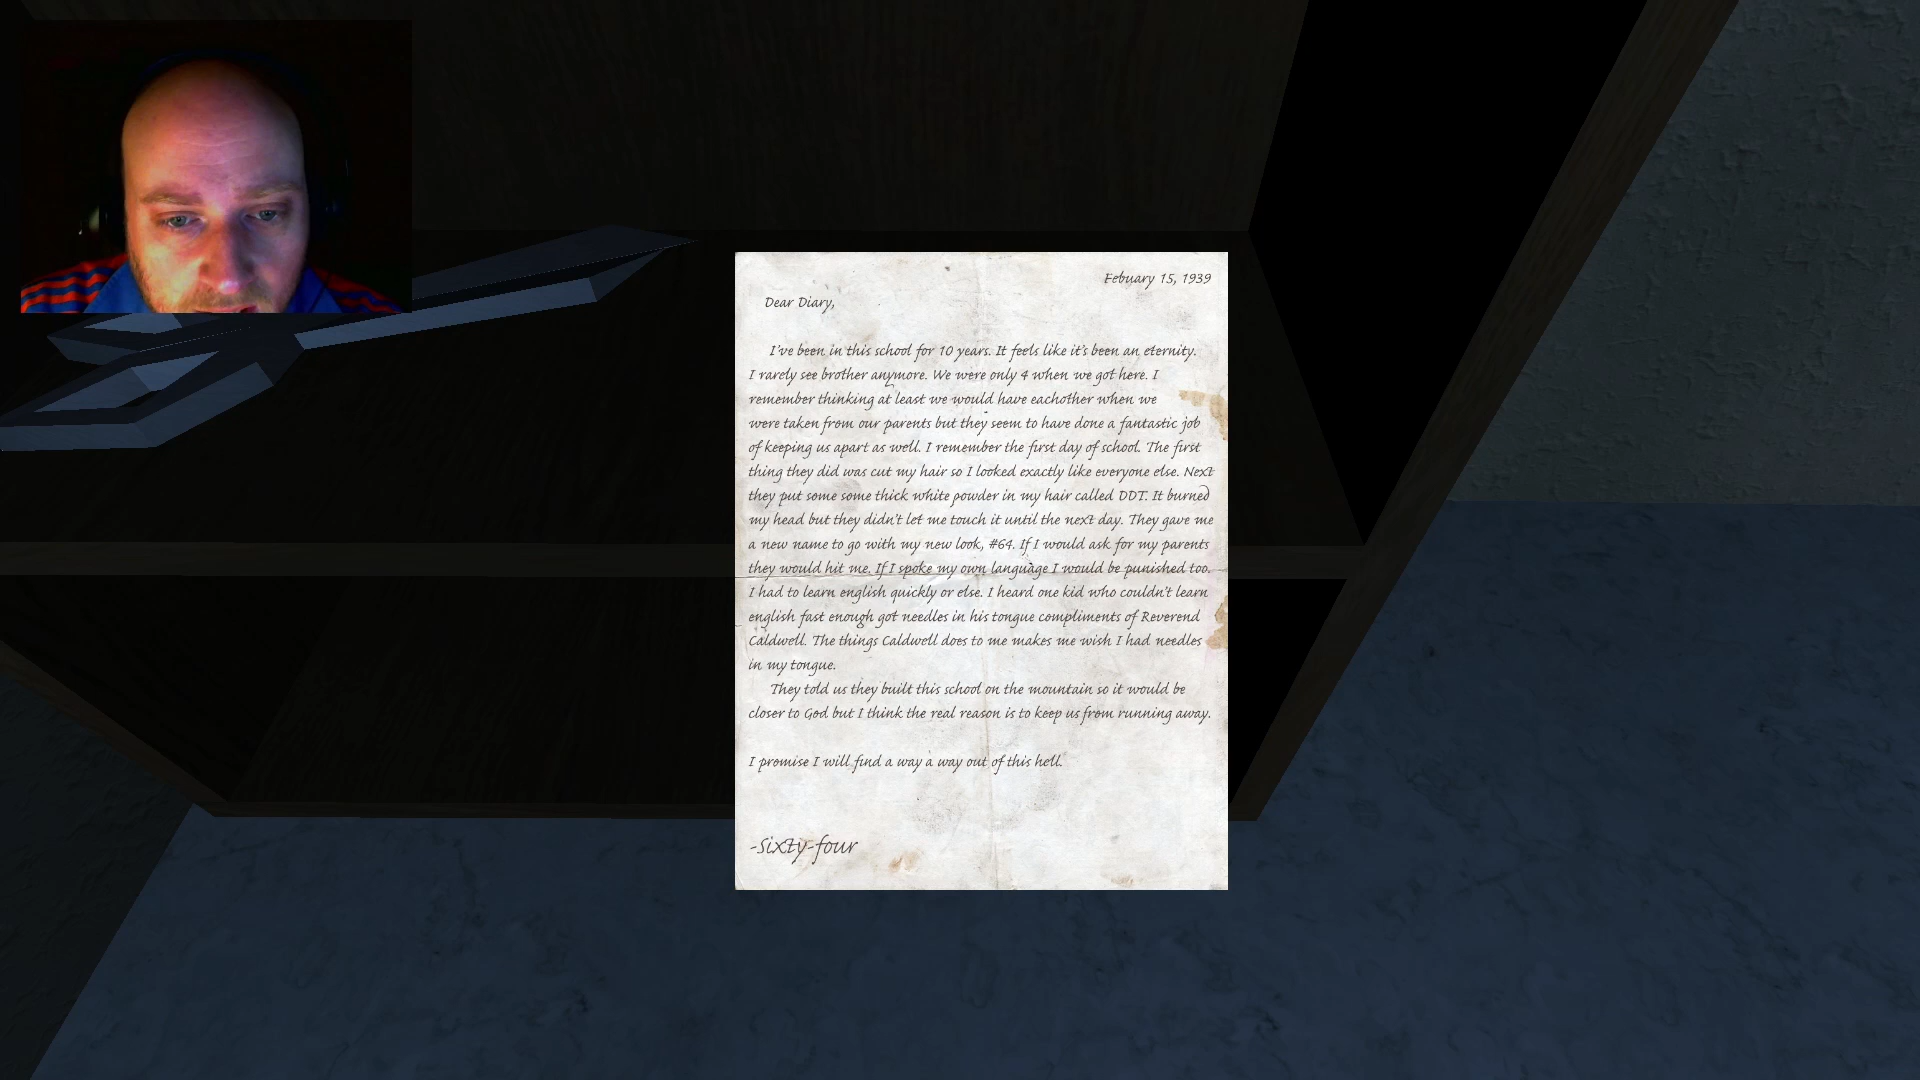 Febuary 15, 1939
Dear Diary,
I've been in this school for 10 years. It feels like it's been an eternity.
I rarely see brother anymore. We were only 4 when we got here. I
remember thinking at least we would have eachother when we
were taken from our parents but they seem to have done a fantastic job
of keeping us apart as well. I remember the first day of school. The first
thing they did was cut my hair so I looked exactly like everyone else. Next
they put some some thick white powder in my hair called DDT. It burned
my head but they didn't let me touch it until the next day. They gave me
a new name to go with my new look, #64. If I would ask for my parents
they would hit me. If I spoke my own language I would be punished too.
I had to learn english quickly or else. I heard one kid who couldn't learn
english fast enough got needles in his tongue compliments of Reverend
Caldwell. The things Caldwell does to me makes me wish I had needles
in my tongue.
They told us they built this school on the mountain so it would be
closer to God but I think the real reason is to keep us from running away.
I promise I will find a way a way out of this hell.
-Sixty-four